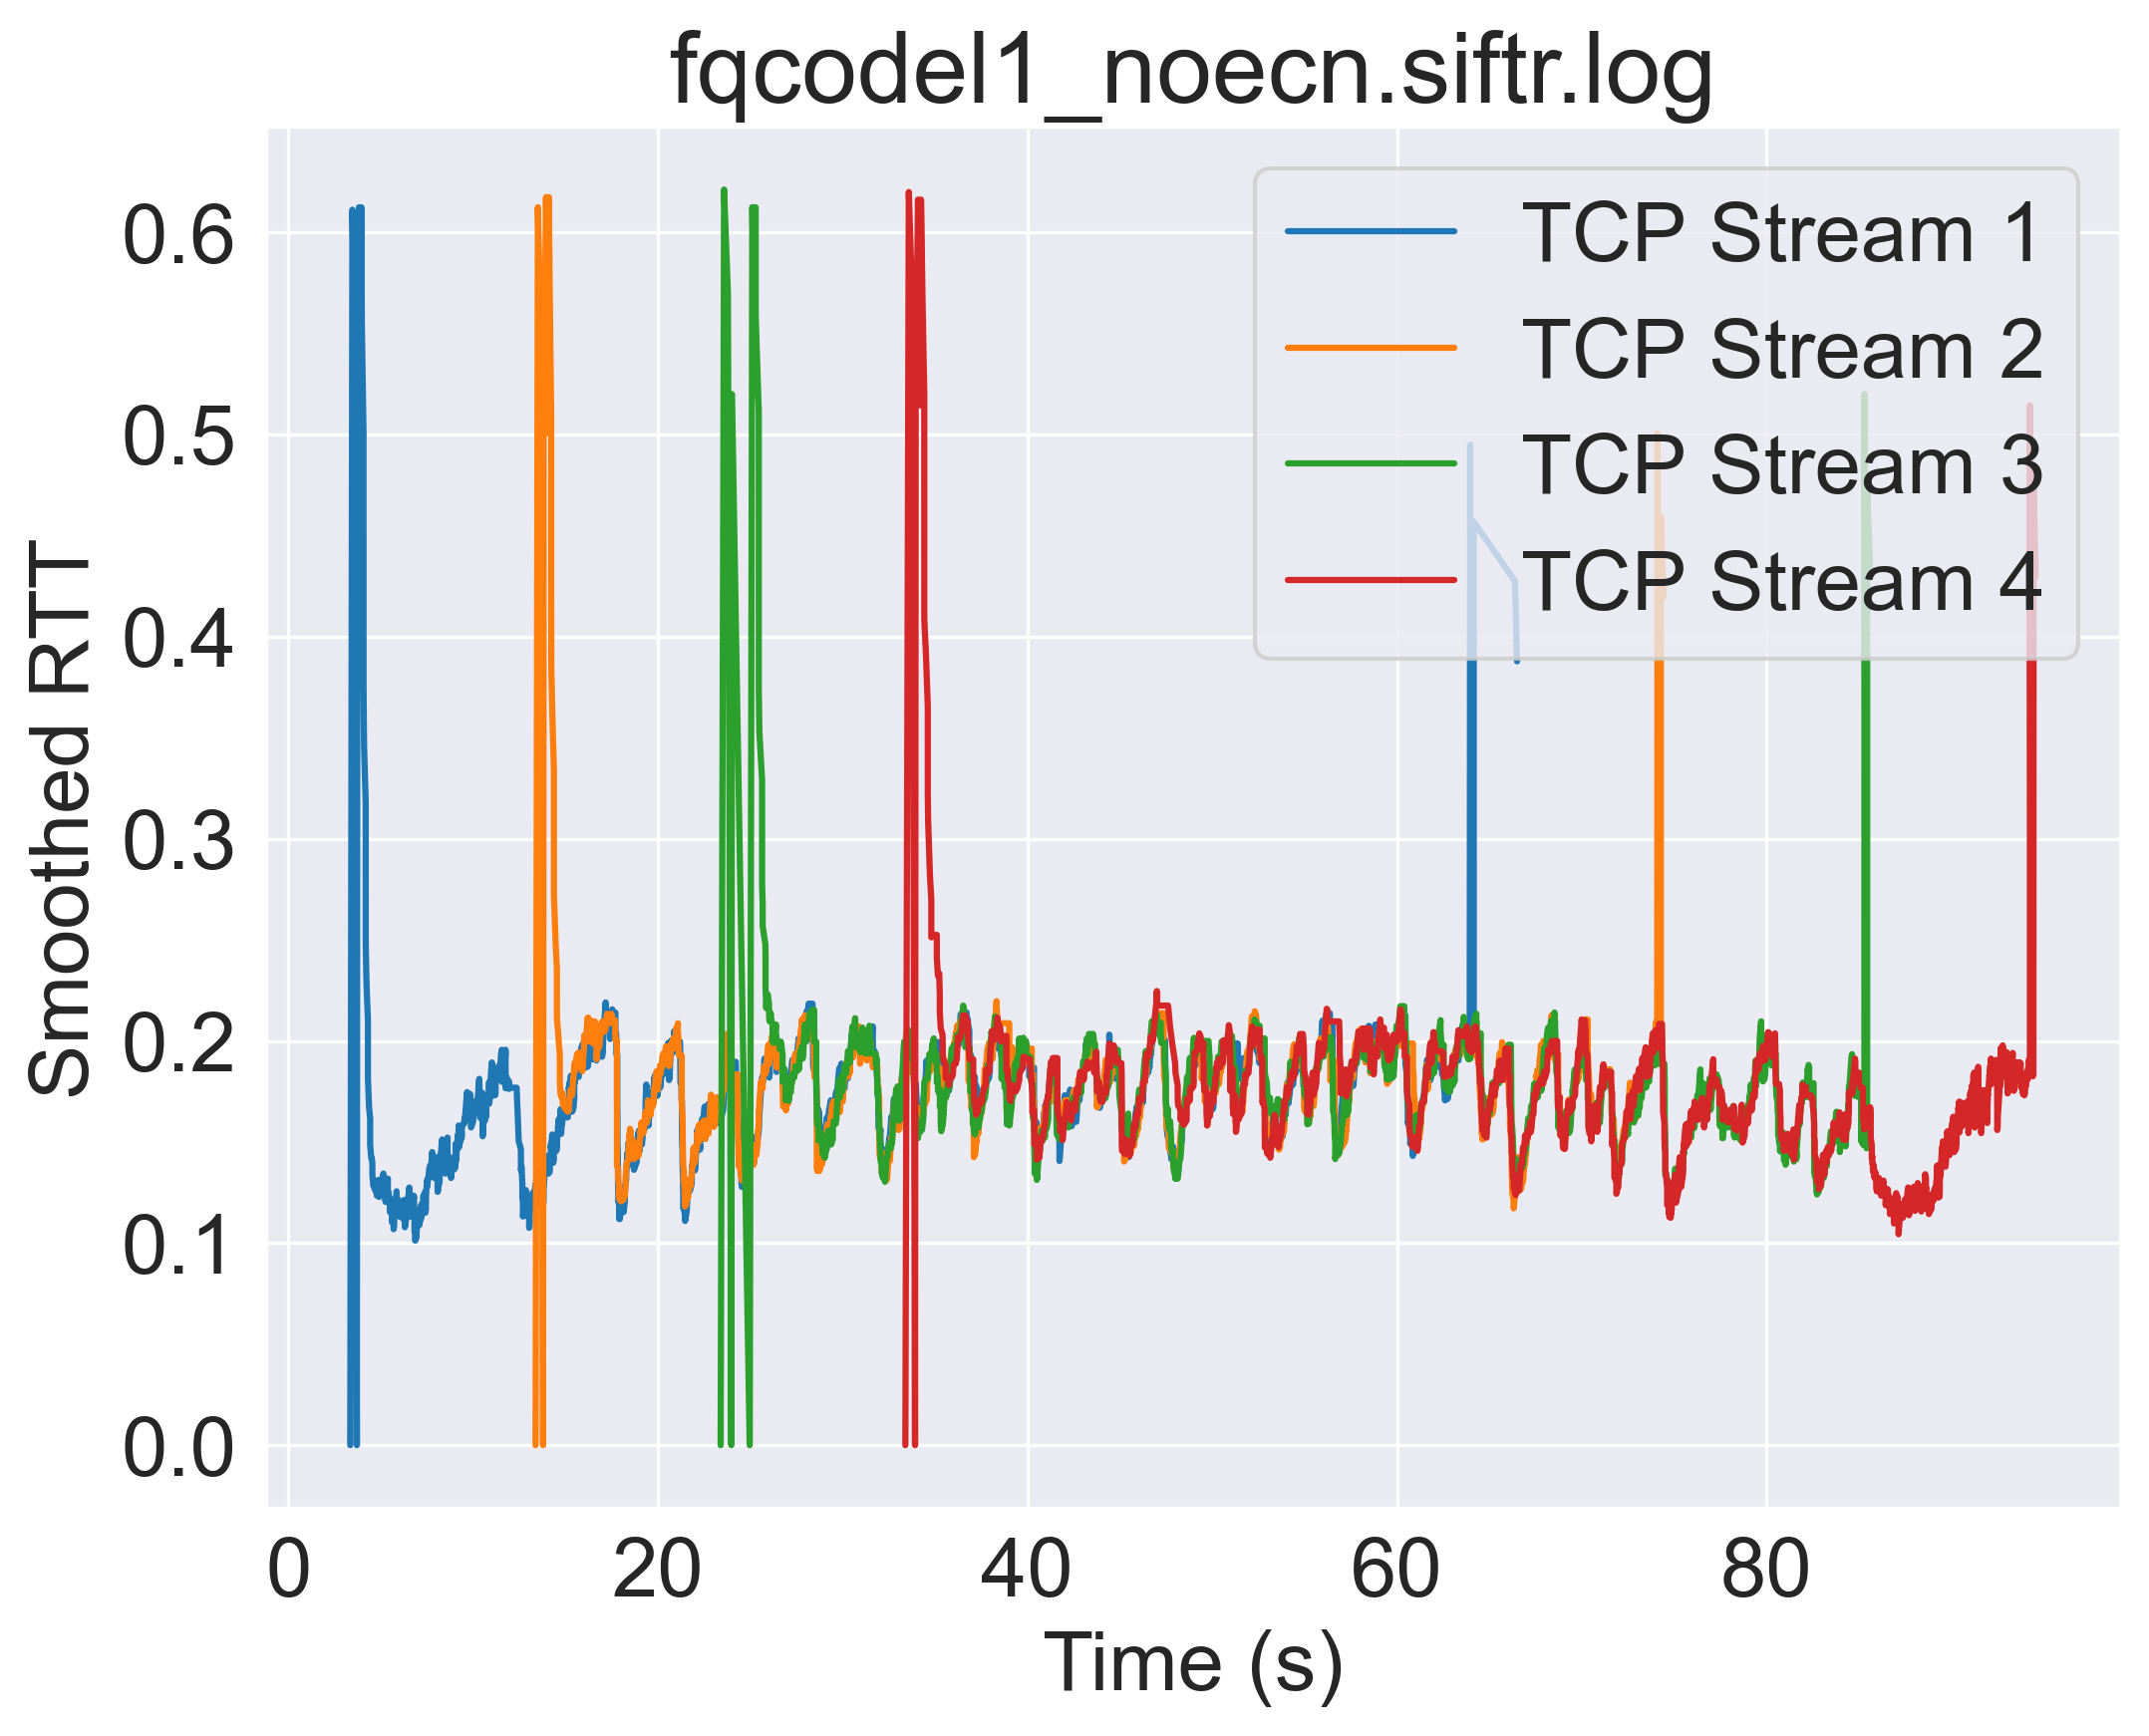 fqcodel1_noecn.siftr.log
TCP Stream 1
TCP Stream 2
TCP Stream 3
TCP Stream 4
Smoothed RTT
0.6
0.5
0.4
0.3
0.2
0.1
0.0
0 20 40 60 80
Time (s)